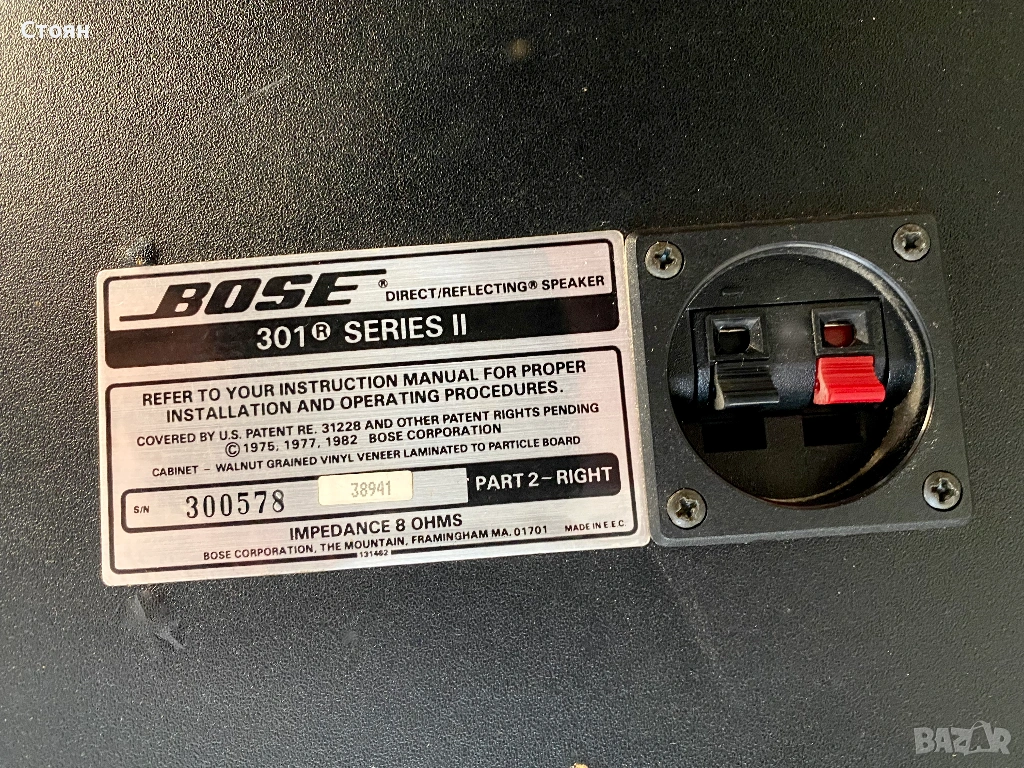 Стоян
BOSE® DIRECT/REFLECTING® SPEAKER
301® SERIES II
REFER TO YOUR INSTRUCTION MANUAL FOR PROPER
INSTALLATION AND OPERATING PROCEDURES.
COVERED BY U.S. PATENT RE. 31228 AND OTHER PATENT RIGHTS PENDING
© 1975, 1977, 1982 BOSE CORPORATION
CABINET – WALNUT GRAINED VINYL VENEER LAMINATED TO PARTICLE BOARD
S/N 300578 38941 PART 2–RIGHT
IMPEDANCE 8 OHMS
BOSE CORPORATION, THE MOUNTAIN, FRAMINGHAM MA. 01701 MADE IN E.E.C.
131462
BAZAR